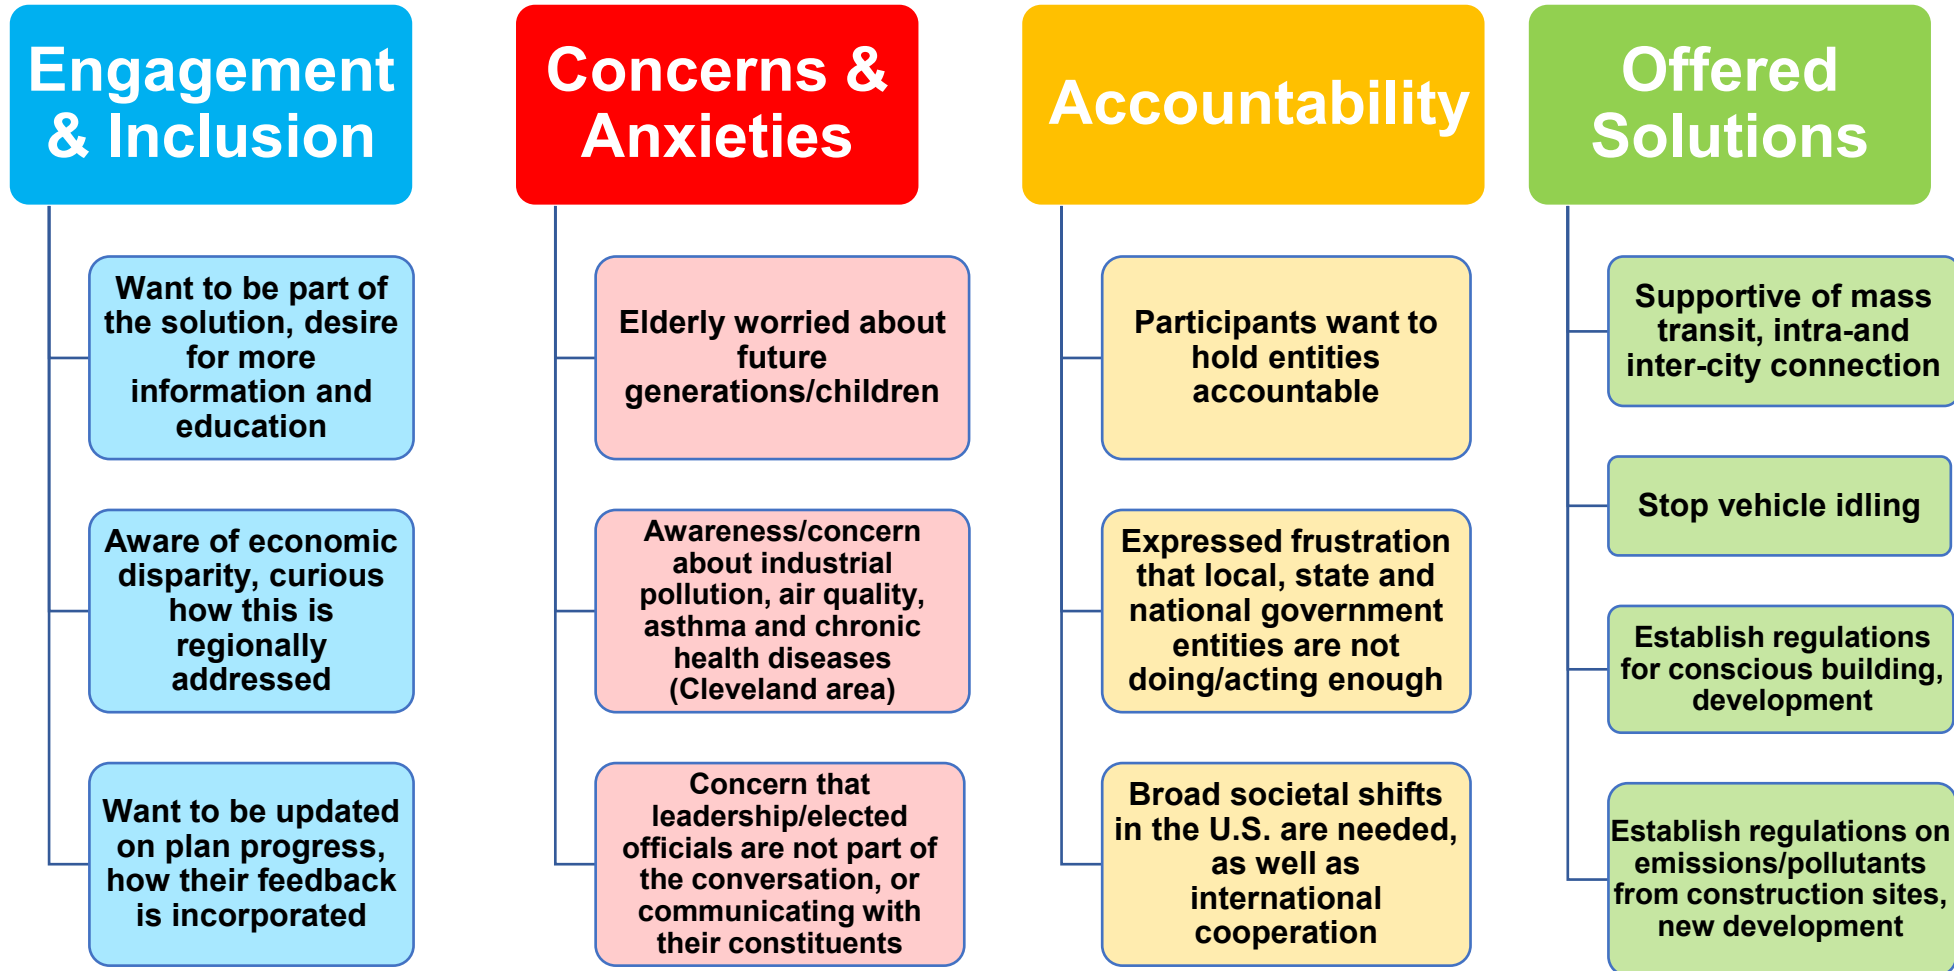 Engagement
& Inclusion
Want to be part of
the solution, desire
for more
information and
education
Aware of economic
disparity, curious
how this is
regionally
addressed
Want to be updated
on plan progress,
how their feedback
is incorporated
Concerns &
Anxieties
Elderly worried about
future
generations/children
Awareness/concern
about industrial
pollution, air quality,
asthma and chronic
health diseases
(Cleveland area)
Concern that
leadership/elected
officials are not part of
the conversation, or
communicating with
their constituents
Accountability
Participants want to
hold entities
accountable
Expressed frustration
that local, state and
national government
entities are not
doing/acting enough
Broad societal shifts
in the U.S. are needed,
as well as
international
cooperation
Offered
Solutions
Supportive of mass
transit, intra-and
inter-city connection
Stop vehicle idling
Establish regulations
for conscious building,
development
Establish regulations on
emissions/pollutants
from construction sites,
new development